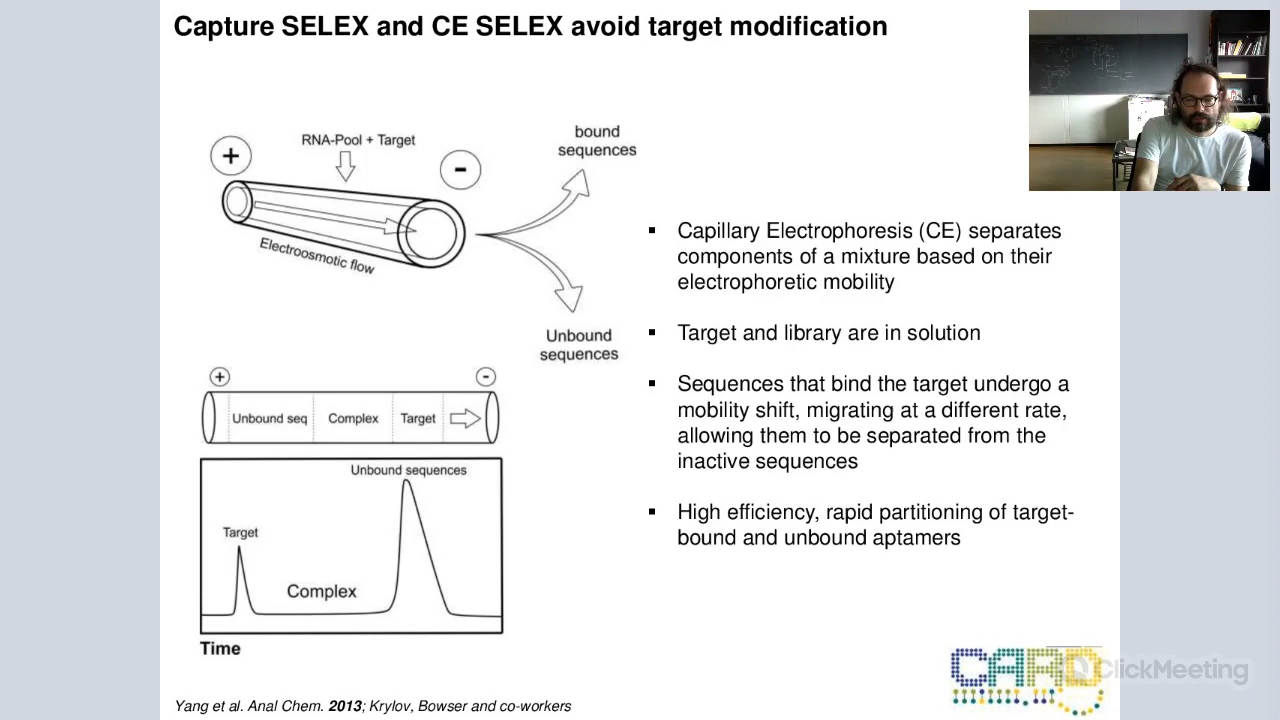 Capture SELEX and CE SELEX avoid target modification
+
RNA-Pool + Target
-
bound
sequences
Electroosmotic flow
Unbound
sequences
+
-
Unbound seq
Complex
Target
Unbound sequences
Target
Complex
Time
▪ Capillary Electrophoresis (CE) separates
components of a mixture based on their
electrophoretic mobility
▪ Target and library are in solution
▪ Sequences that bind the target undergo a
mobility shift, migrating at a different rate,
allowing them to be separated from the
inactive sequences
▪ High efficiency, rapid partitioning of target-
bound and unbound aptamers
Yang et al. Anal Chem. 2013; Krylov, Bowser and co-workers
ClickMeeting